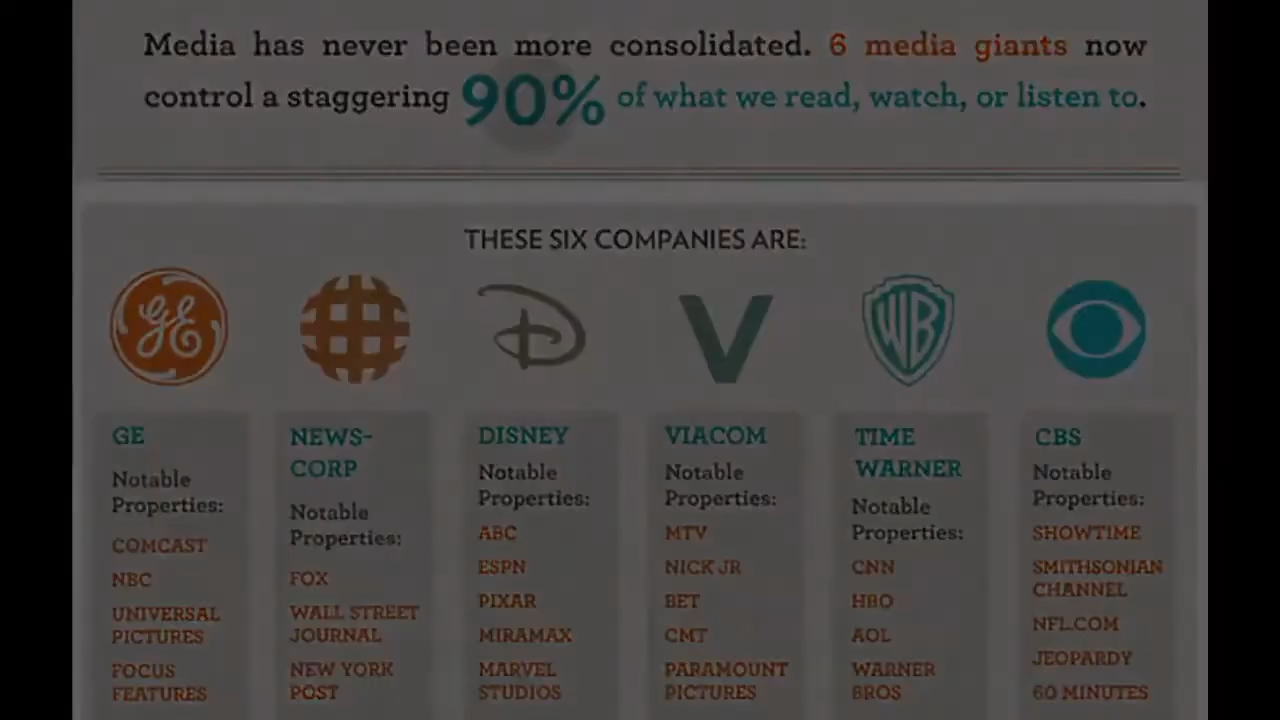 Media has never been more consolidated. 6 media giants now
control a staggering 90% of what we read, watch, or listen to.
THESE SIX COMPANIES ARE:
GE
WB
GE
Notable
Properties:
COMCAST
NBC
UNIVERSAL
PICTURES
FOCUS
FEATURES
NEWS-
CORP
Notable
Properties:
FOX
WALL STREET
JOURNAL
NEW YORK
POST
DISNEY
Notable
Properties:
ABC
ESPN
PIXAR
MIRAMAX
MARVEL
STUDIOS
VIACOM
Notable
Properties:
MTV
NICK JR
BET
CMT
PARAMOUNT
PICTURES
TIME
WARNER
Notable
Properties:
CNN
HBO
AOL
WARNER
BROS
CBS
Notable
Properties:
SHOWTIME
SMITHSONIAN
CHANNEL
NFL.COM
JEOPARDY
60 MINUTES